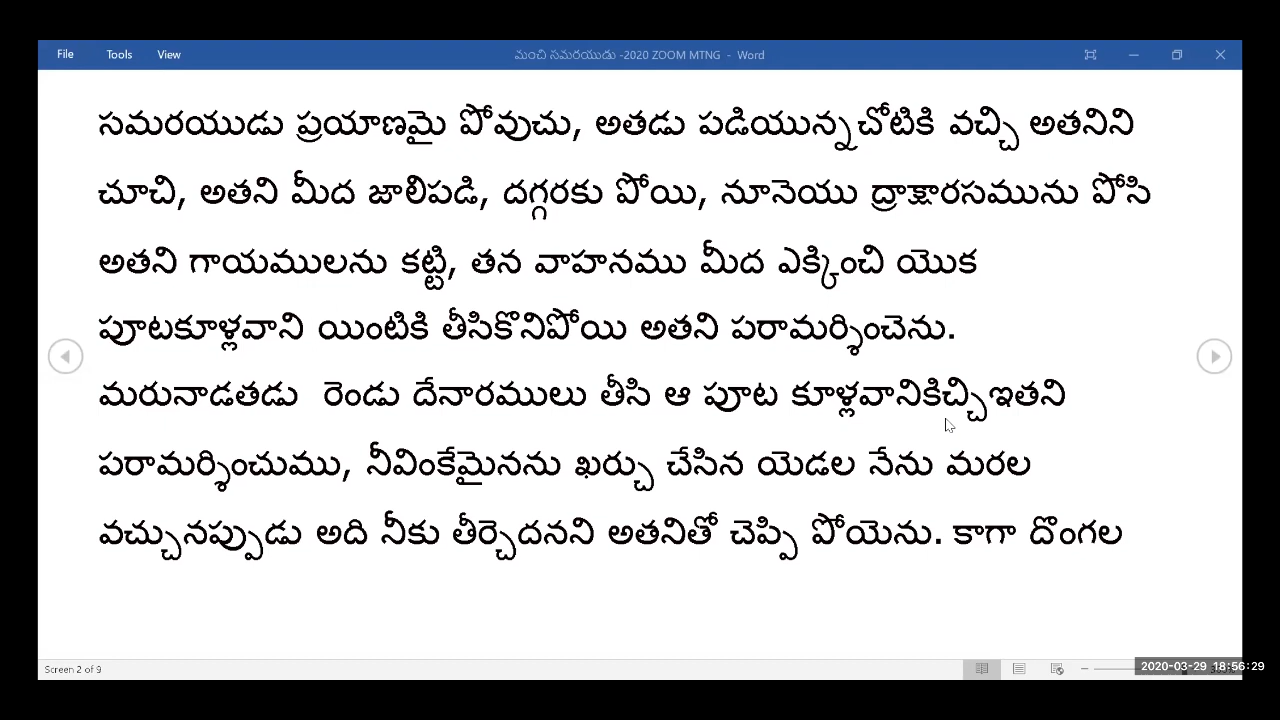 File Tools View మంచి సమరయుడు -2020 ZOOM MTNG - Word
సమరయుడు ప్రయాణమై పోవుచు, అతడు పడియున్నచోటికి వచ్చి అతనిని
చూచి, అతని మీద జాలిపడి, దగ్గరకు పోయి, నూనెయు ద్రాక్షారసమును పోసి
అతని గాయములను కట్టి, తన వాహనము మీద ఎక్కించి యొక
పూటకూళ్లవాని యింటికి తీసికొనిపోయి అతని పరామర్శించెను.
మరునాడతడు రెండు దేనారములు తీసి ఆ పూట కూళ్లవానికిచ్చిఇతని
పరామర్శించుము, నీవింకేమైనను ఖర్చు చేసిన యెడల నేను మరల
వచ్చునప్పుడు అది నీకు తీర్చెదనని అతనితో చెప్పి పోయెను. కాగా దొంగల
Screen 2 of 9
2020-03-29 18:56:29